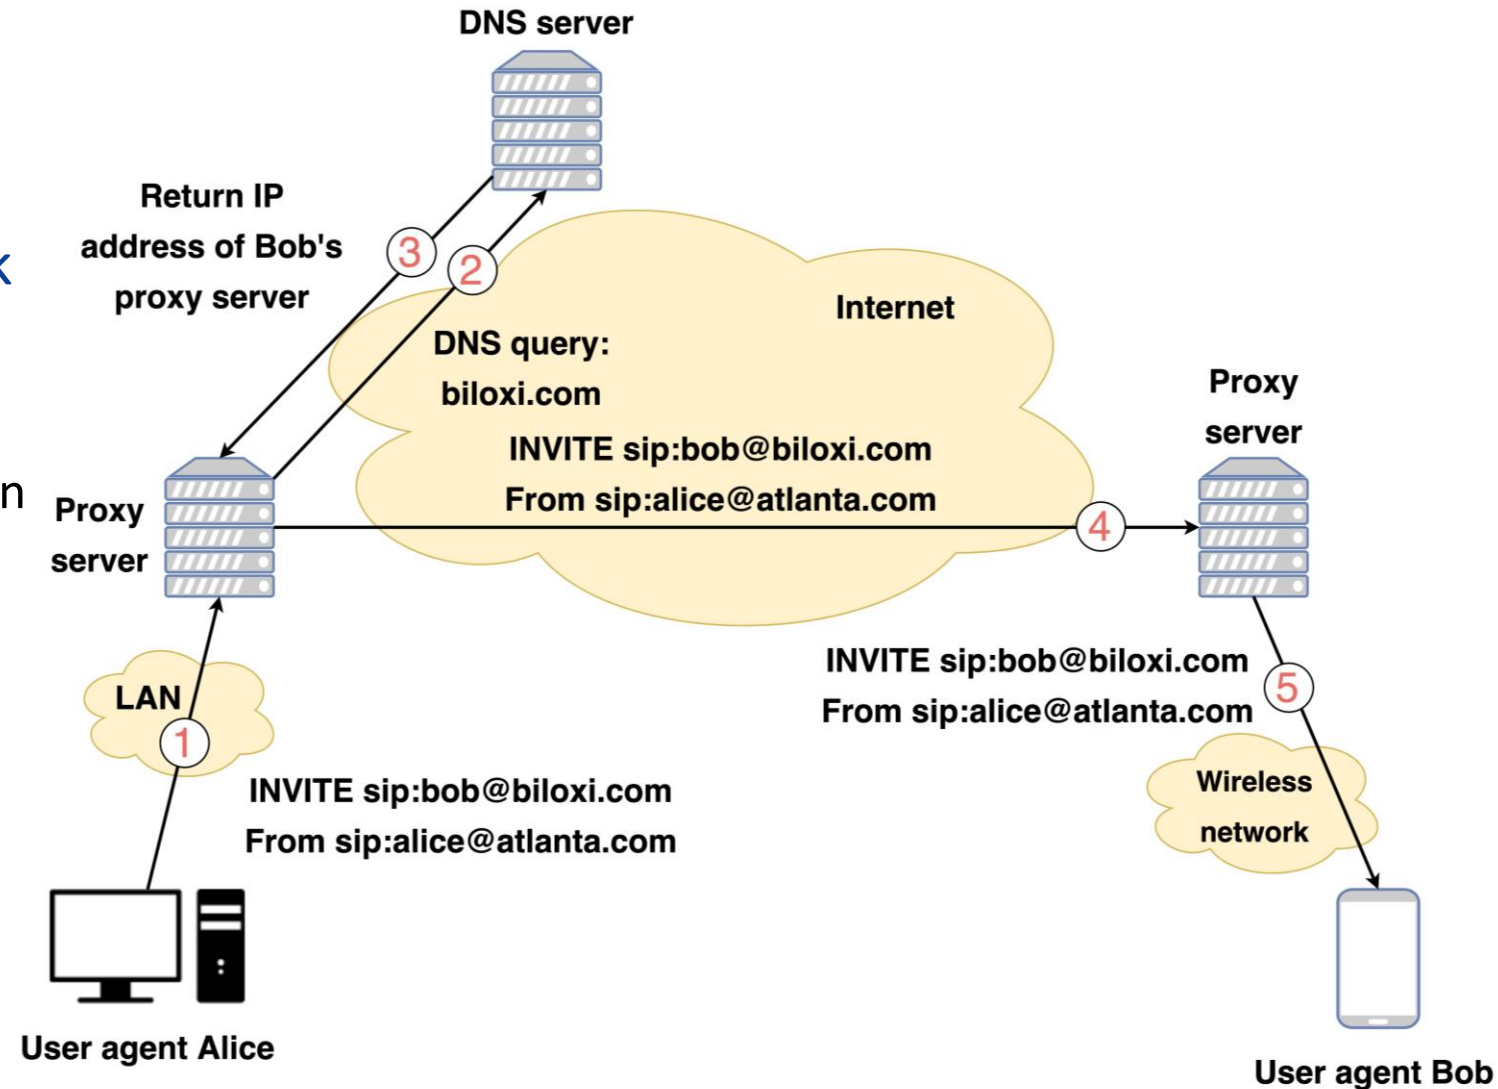 DNS server
Return IP
address of Bob's
proxy server
k
3
2
Internet
DNS query:
biloxi.com
Proxy
server
INVITE sip:bob@biloxi.com
From sip:alice@atlanta.com
n
Proxy
server
4
INVITE sip:bob@biloxi.com
From sip:alice@atlanta.com
5
LAN
1
Wireless
network
INVITE sip:bob@biloxi.com
From sip:alice@atlanta.com
User agent Alice
User agent Bob